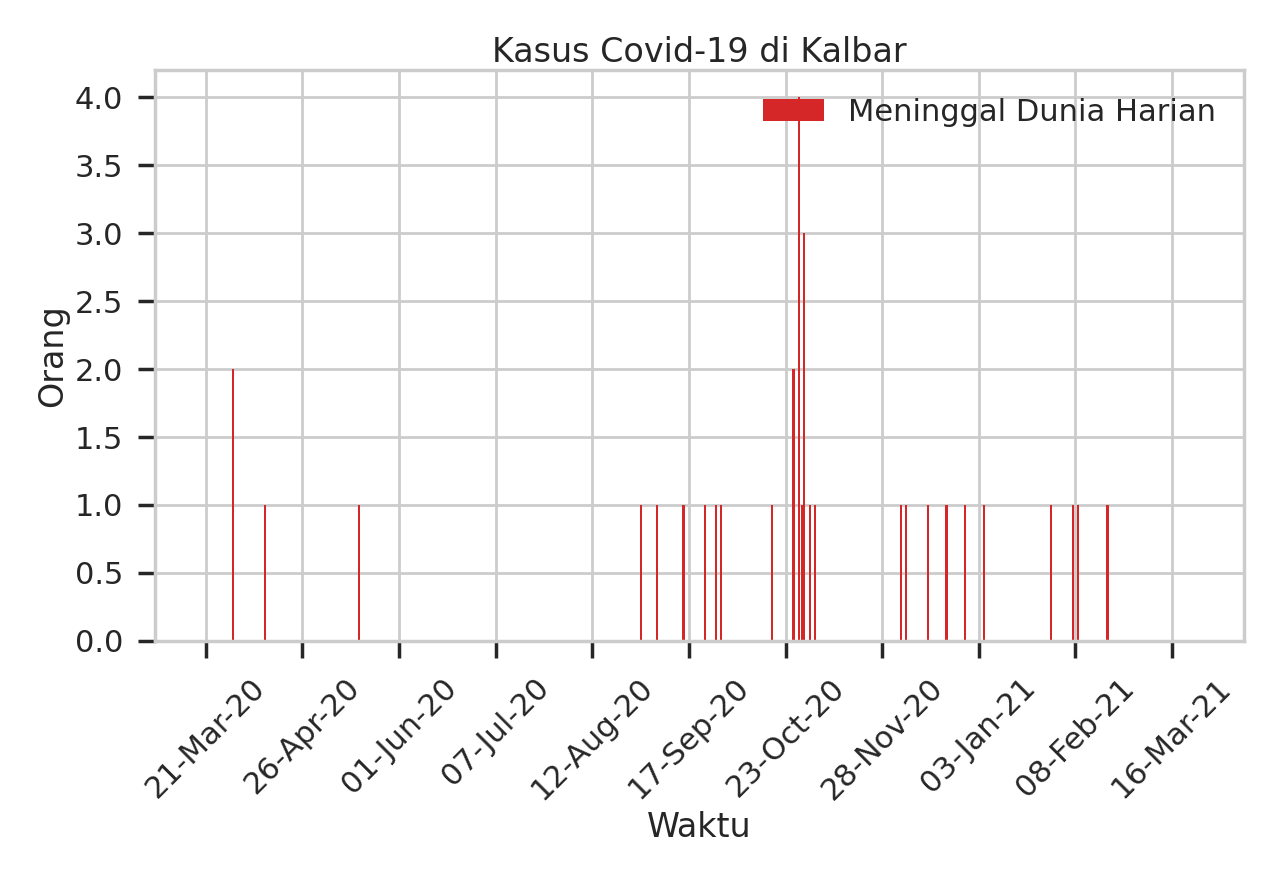 Kasus Covid-19 di Kalbar
Meninggal Dunia Harian
Orang
4.0
3.5
3.0
2.5
2.0
1.5
1.0
0.5
0.0
21-Mar-20
26-Apr-20
01-Jun-20
07-Jul-20
12-Aug-20
17-Sep-20
23-Oct-20
28-Nov-20
03-Jan-21
08-Feb-21
16-Mar-21
Waktu